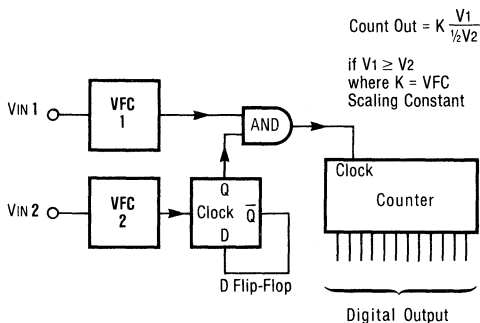 Count Out = K V1
½V2
if V1 ≥ V2
where K = VFC
Scaling Constant
VIN 1
VFC
1
AND
VIN 2
VFC
2
Q
Clock Q̅
D
D Flip-Flop
Clock
Counter
Digital Output